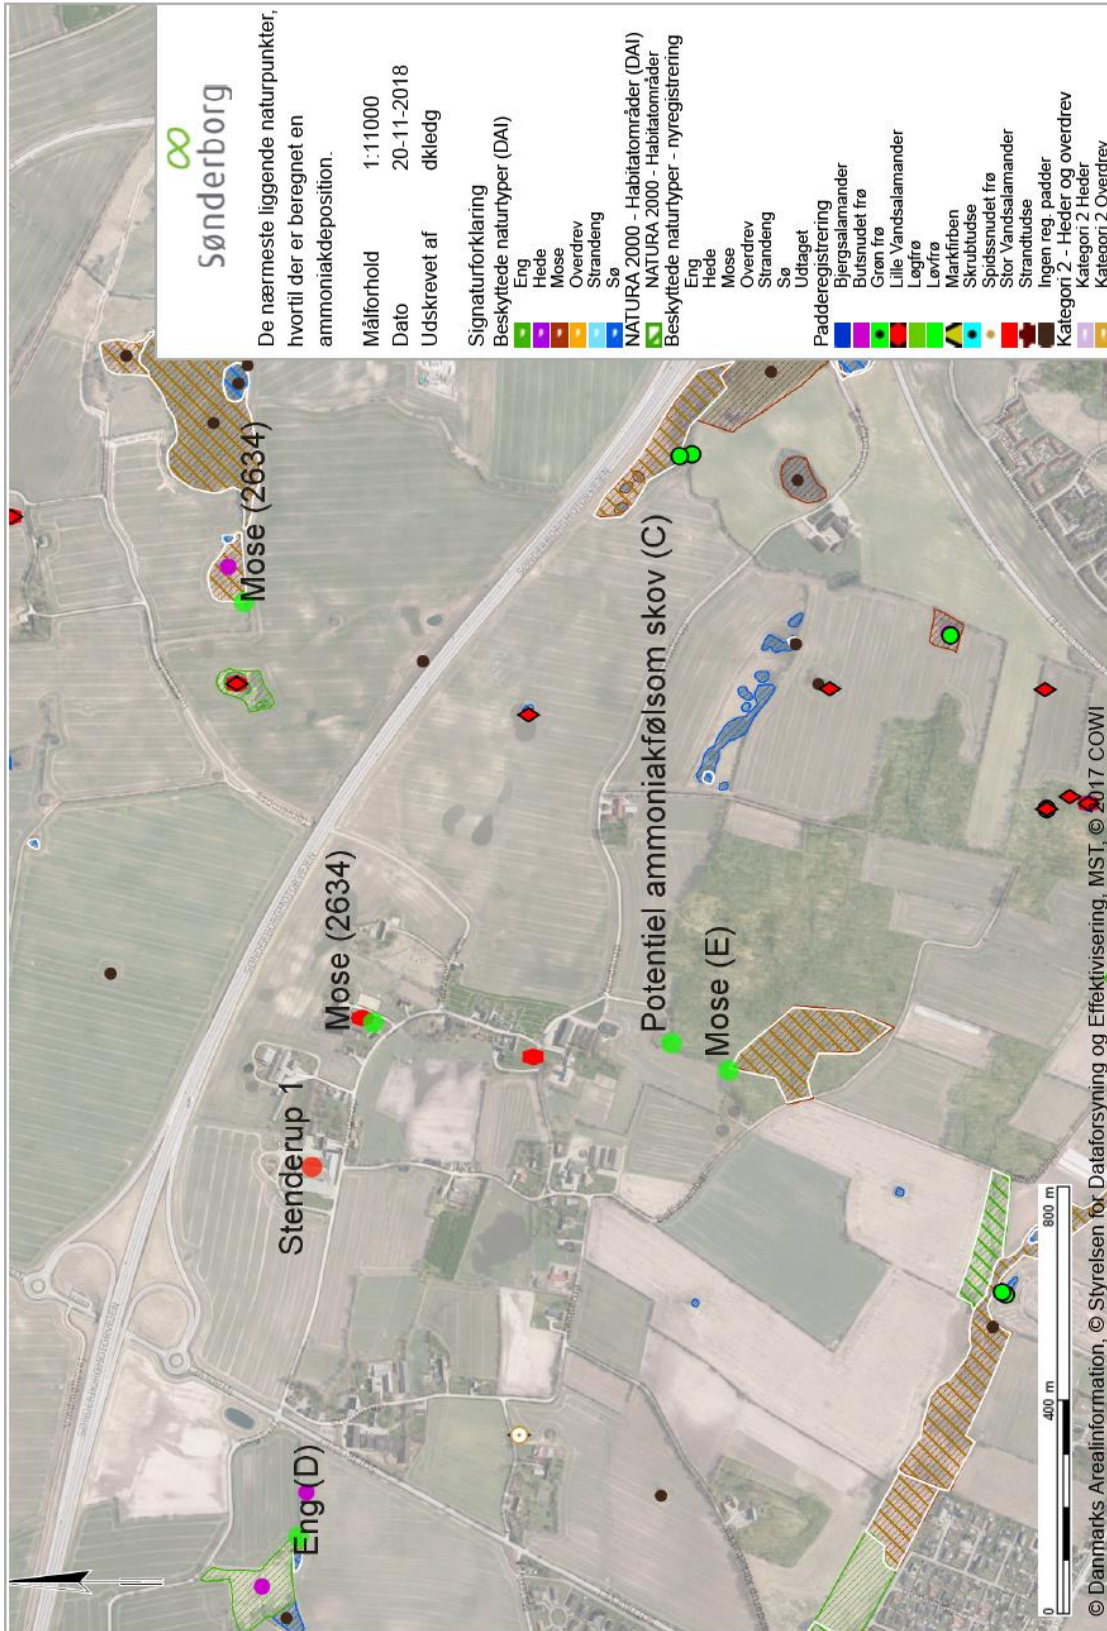 Sønderborg
De nærmeste liggende naturpunkter,
hvortil der er beregnet en
ammoniakdeposition.
Målforhold 1:11000
Dato 20-11-2018
Udskrevet af dkledg
Signaturforklaring
Beskyttede naturtyper (DAI)
Eng
Hede
Mose
Overdrev
Strandeng
Sø
NATURA 2000 - Habitatområder (DAI)
NATURA 2000 - Habitatområder
Beskyttede naturtyper - nyregistrering
Eng
Hede
Mose
Overdrev
Strandeng
Sø
Udtaget
Padderegistrering
Bjergsalamander
Butsnudet frø
Grøn frø
Lille Vandsalamander
Løgfrø
Løvfrø
Markfirben
Skrubtudse
Spidssnudet frø
Stor Vandsalamander
Strandtudse
Ingen reg. padder
Kategori 2 - Heder og overdrev
Kategori 2 Heder
Kategori 2 Overdrev
Mose (2634)
Mose (2634)
Stenderup 1
Eng (D)
Potentiel ammoniakfølsom skov (C)
Mose (E)
0 400 m 800 m
© Danmarks Arealinformation, © Styrelsen for Dataforsyning og Effektivisering, MST, © 2017 COWI